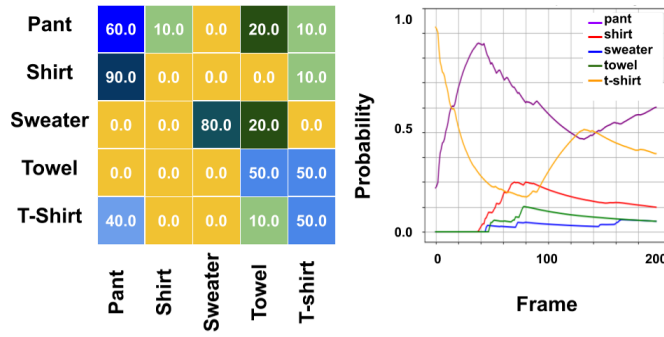 Pant 60.0 10.0 0.0 20.0 10.0
Shirt 90.0 0.0 0.0 0.0 10.0
Sweater 0.0 0.0 80.0 20.0 0.0
Towel 0.0 0.0 0.0 50.0 50.0
T-Shirt 40.0 0.0 0.0 10.0 50.0
Pant Shirt Sweater Towel T-shirt
Probability
1.0
0.5
0.0
pant
shirt
sweater
towel
t-shirt
0 100 200
Frame